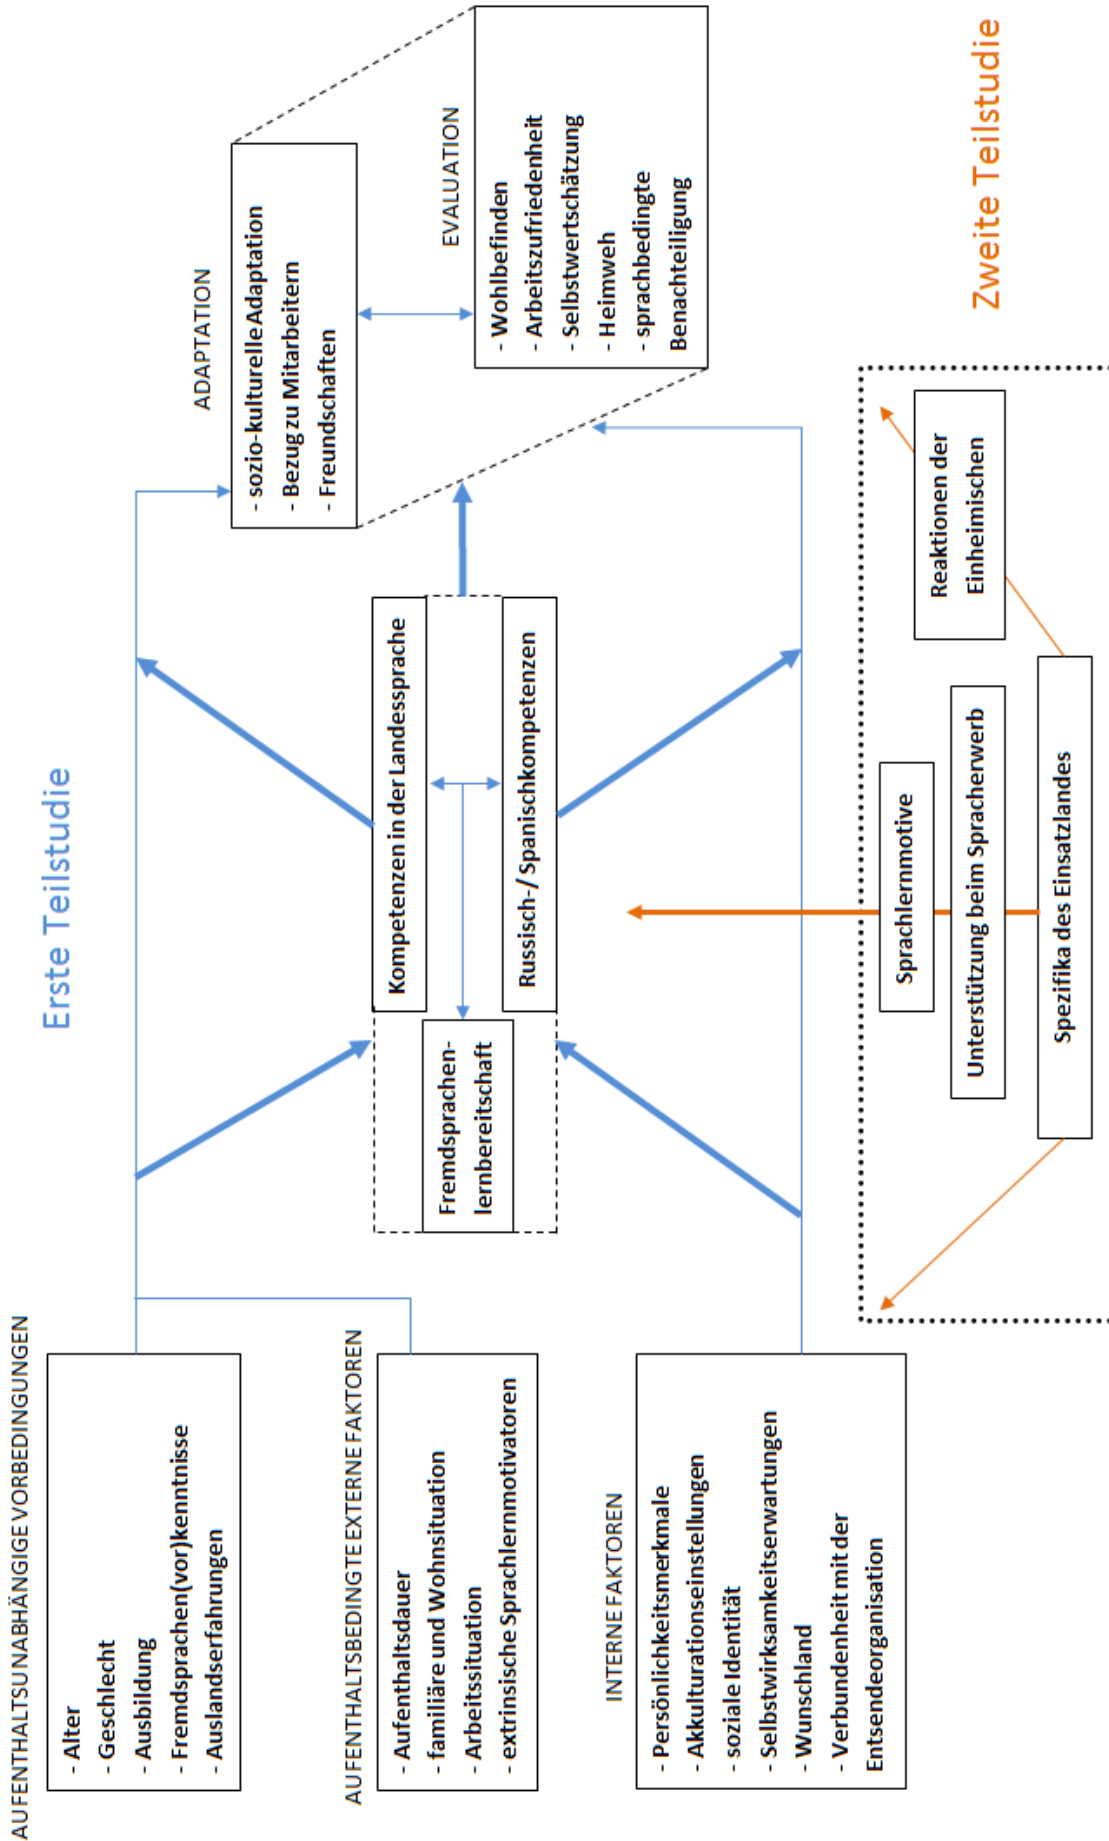 Erste Teilstudie
AUFENTHALTSUNABHÄNGIGE VORBEDINGUNGEN
- Alter
- Geschlecht
- Ausbildung
- Fremdsprachen(vor)kenntnisse
- Auslandserfahrungen
AUFENTHALTSBEDINGTE EXTERNE FAKTOREN
- Aufenthaltsdauer
- familiäre und Wohnsituation
- Arbeitssituation
- extrinsische Sprachlernmotivatoren
INTERNE FAKTOREN
- Persönlichkeitsmerkmale
- Akkulturationseinstellungen
- soziale Identität
- Selbstwirksamkeitserwartungen
- Wunschland
- Verbundenheit mit der
Entsendeorganisation
Fremdsprachen-
lernbereitschaft
Kompetenzen in der Landessprache
Russisch- / Spanischkompetenzen
ADAPTATION
- sozio-kulturelle Adaptation
- Bezug zu Mitarbeitern
- Freundschaften
EVALUATION
- Wohlbefinden
- Arbeitszufriedenheit
- Selbstwertschätzung
- Heimweh
- sprachbedingte
Benachteiligung
Sprachlernmotive
Unterstützung beim Spracherwerb
Spezifika des Einsatzlandes
Reaktionen der
Einheimischen
Zweite Teilstudie